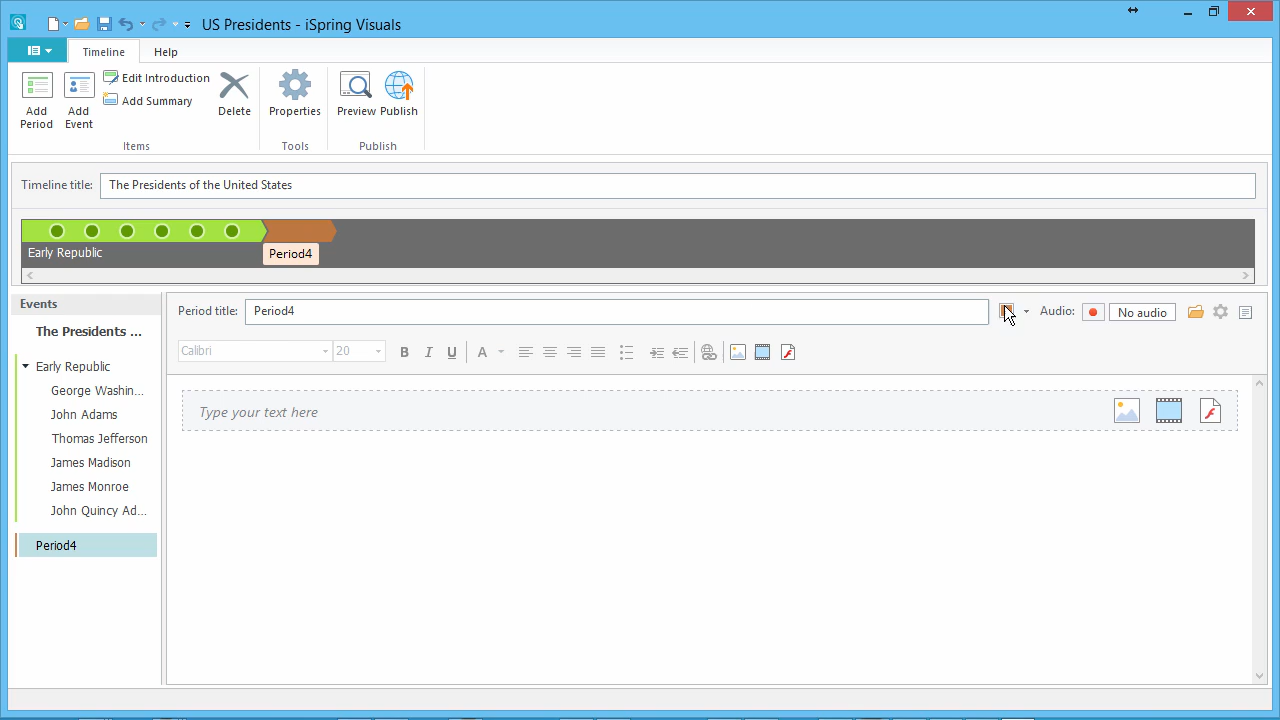 US Presidents - iSpring Visuals
Timeline
Help
Add Period
Add Event
Edit Introduction
Add Summary
Delete
Properties
Preview
Publish
Items
Tools
Publish
Timeline title:
The Presidents of the United States
Early Republic
Period4
Events
The Presidents ...
Early Republic
George Washin...
John Adams
Thomas Jefferson
James Madison
James Monroe
John Quincy Ad...
Period4
Period title:
Period4
Audio:
No audio
Calibri
20
B
I
U
A
Type your text here